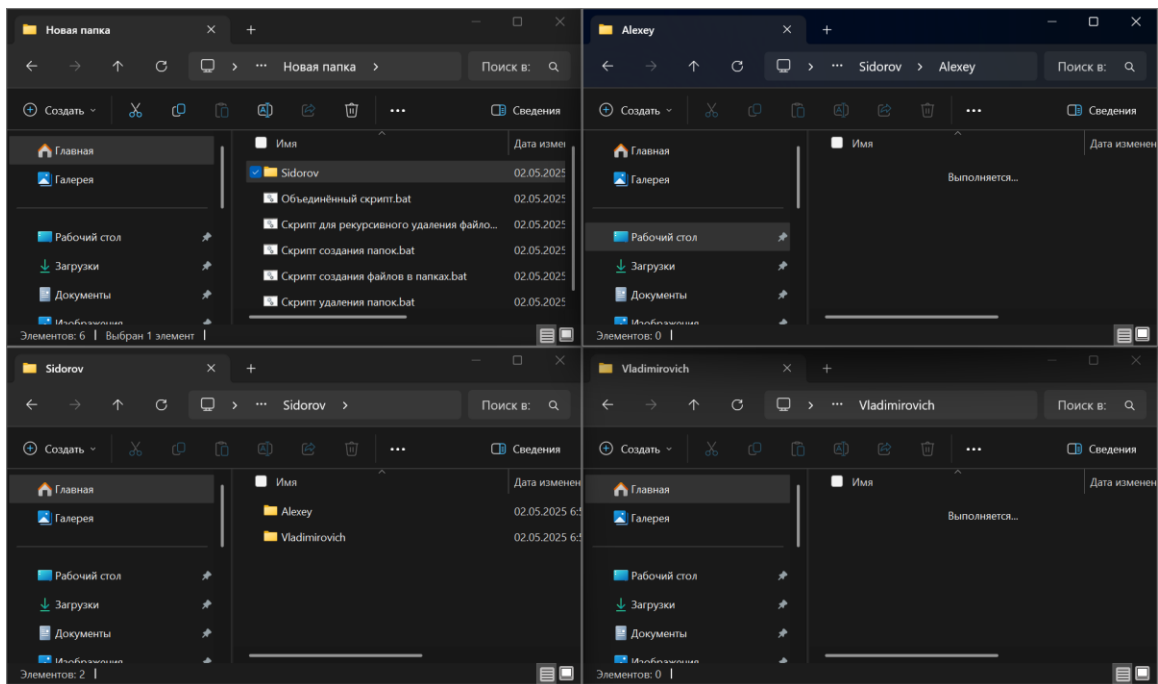 Новая папка
Новая папка
Поиск в:
Создать
Сведения
Имя
Дата измен
Главная
Галерея
Рабочий стол
Загрузки
Документы
Изображения
Sidorov 02.05.2025
Объединённый скрипт.bat 02.05.2025
Скрипт для рекурсивного удаления файло... 02.05.2025
Скрипт создания папок.bat 02.05.2025
Скрипт создания файлов в папках.bat 02.05.2025
Скрипт удаления папок.bat 02.05.2025
Элементов: 6 Выбран 1 элемент
Alexey
Sidorov > Alexey
Поиск в:
Создать
Сведения
Имя
Дата изменен
Главная
Галерея
Рабочий стол
Загрузки
Документы
Изображения
Выполняется...
Элементов: 0
Sidorov
Sidorov
Поиск в:
Создать
Сведения
Имя
Дата изменен
Главная
Галерея
Рабочий стол
Загрузки
Документы
Изображения
Alexey 02.05.2025 6:5
Vladimirovich 02.05.2025 6:5
Элементов: 2
Vladimirovich
Vladimirovich
Поиск в:
Создать
Сведения
Имя
Дата изменен
Главная
Галерея
Рабочий стол
Загрузки
Документы
Изображения
Выполняется...
Элементов: 0